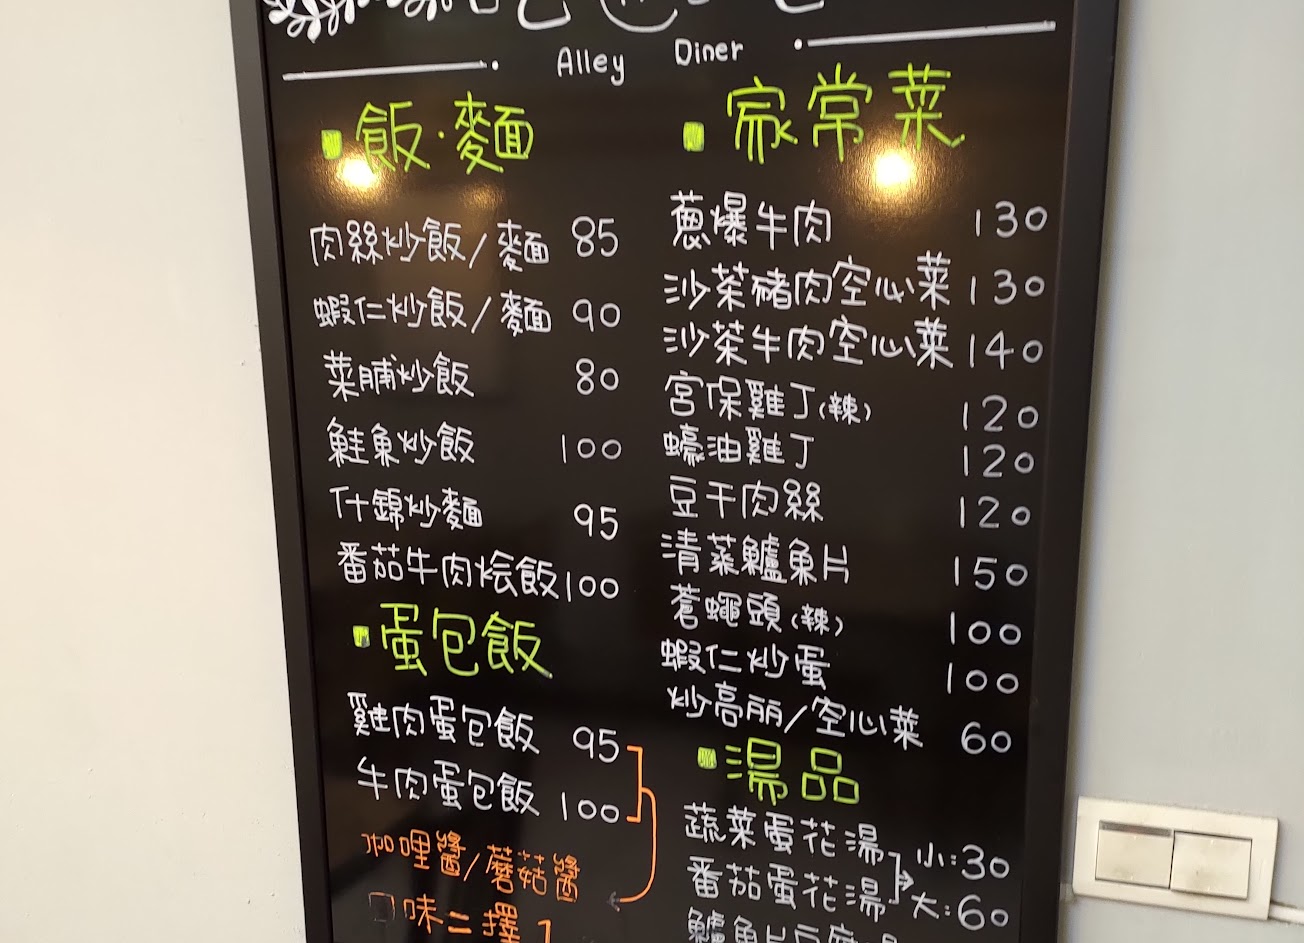 Alley Diner
飯·麵
肉絲炒飯/麵 85
蝦仁炒飯/麵 90
菜脯炒飯 80
鮭魚炒飯 100
什錦炒麵 95
番茄牛肉燴飯 100
蛋包飯
雞肉蛋包飯 95
牛肉蛋包飯 100
咖哩醬/蘑菇醬
口味二擇1
家常菜
蔥爆牛肉 130
沙茶豬肉空心菜 130
沙茶牛肉空心菜 140
宮保雞丁(辣) 120
蠔油雞丁 120
豆干肉絲 120
清蒸鱸魚片 150
蒼蠅頭(辣) 100
蝦仁炒蛋 100
炒高丽/空心菜 60
湯品
蔬菜蛋花湯 小:30
番茄蛋花湯 大:60
鱸魚片